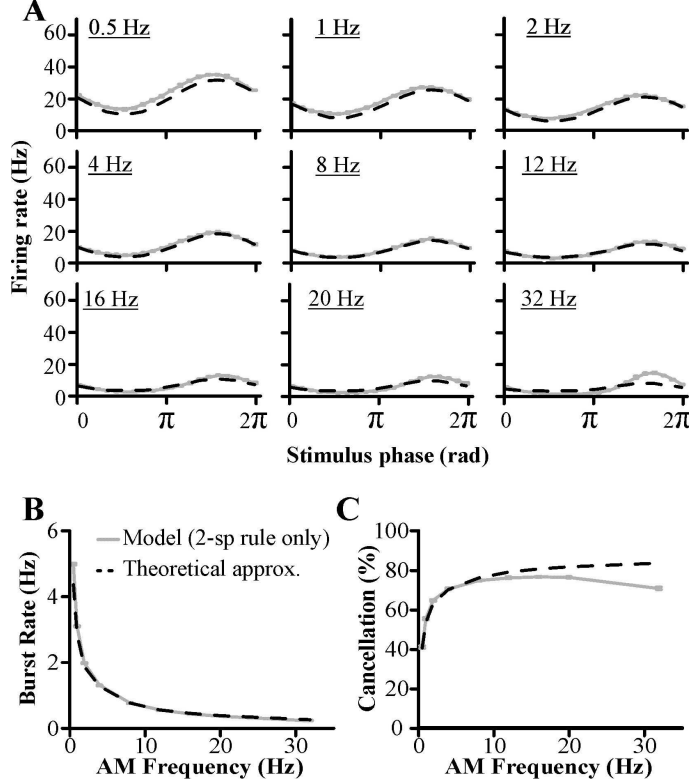 A
0.5 Hz 1 Hz 2 Hz
60
40
20
0
4 Hz 8 Hz 12 Hz
60
40
20
0
16 Hz 20 Hz 32 Hz
60
40
20
0
0 π 2π 0 π 2π 0 π 2π
Firing rate (Hz)
Stimulus phase (rad)
B
6
4
2
0
0 10 20 30
Burst Rate (Hz)
AM Frequency (Hz)
Model (2-sp rule only)
Theoretical approx.
C
100
80
60
40
20
0
0 10 20 30
Cancellation (%)
AM Frequency (Hz)